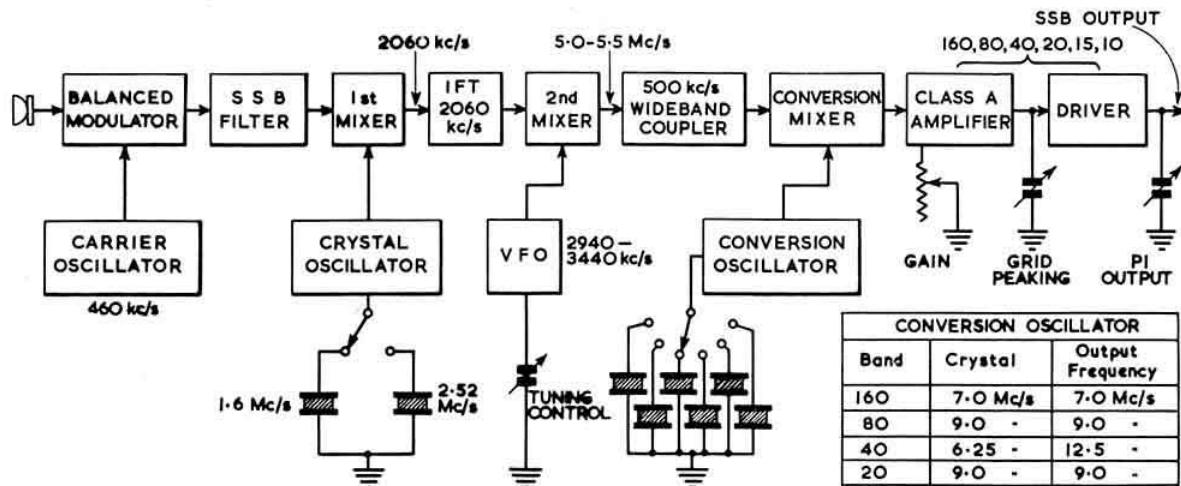 SSB OUTPUT
2060 kc/s
5·0-5·5 Mc/s
160,80,40,20,15,10
BALANCED
MODULATOR
SSB
FILTER
1st
MIXER
IFT
2060
kc/s
2nd
MIXER
500 kc/s
WIDEBAND
COUPLER
CONVERSION
MIXER
CLASS A
AMPLIFIER
DRIVER
CARRIER
OSCILLATOR
460 kc/s
CRYSTAL
OSCILLATOR
VFO
2940 —
3440 kc/s
CONVERSION
OSCILLATOR
GAIN
GRID
PEAKING
PI
OUTPUT
1·6 Mc/s
2·52
Mc/s
TUNING
CONTROL
CONVERSION OSCILLATOR
Band Crystal Output
Frequency
160 7·0 Mc/s 7·0 Mc/s
80 9·0 - 9·0 -
40 6·25 - 12·5 -
20 9·0 - 9·0 -